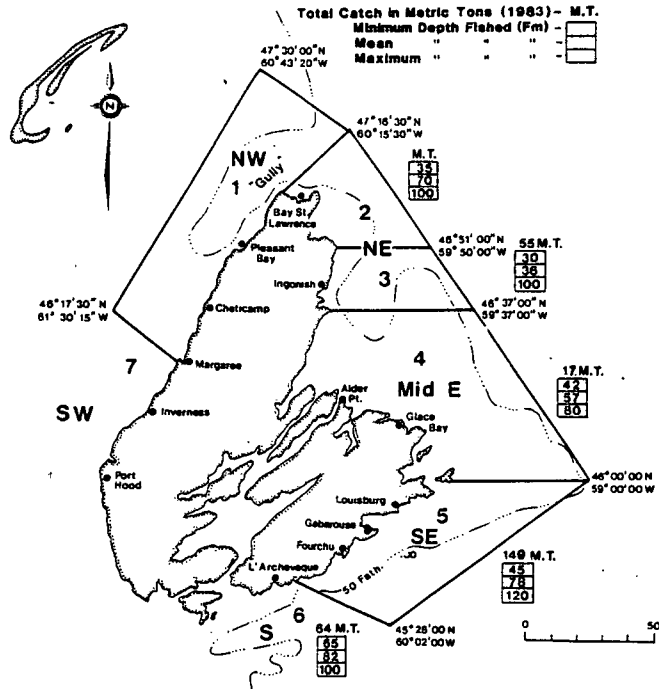 Total Catch in Metric Tons (1983) - M.T.
Minimum Depth Fished (Fm) -
Mean " " "
Maximum " " "
47°30'00"N
60°43'20"W
N
47°16'30"N
60°15'30"W
NW
1 "Gully"
M.T.
35
70
100
Bay St.
Lawrence
2
Pleasant
Bay
NE
46°51'00"N
59°50'00"W
55 M.T.
30
36
100
Ingonish
3
46°17'30"N
61°30'15"W
Cheticamp
46°37'00"N
59°37'00"W
7
Margaree
4
Mid E
17 M.T.
42
57
80
SW
Inverness
Alder
Pt.
Glace
Bay
Port
Hood
46°00'00"N
59°00'00"W
Louisburg
5
Gabarouse
SE
Fourchu
L'Archeveque
50 Fath.
149 M.T.
45
78
120
6
S
64 M.T.
65
82
100
45°28'00"N
60°02'00"W
0 50